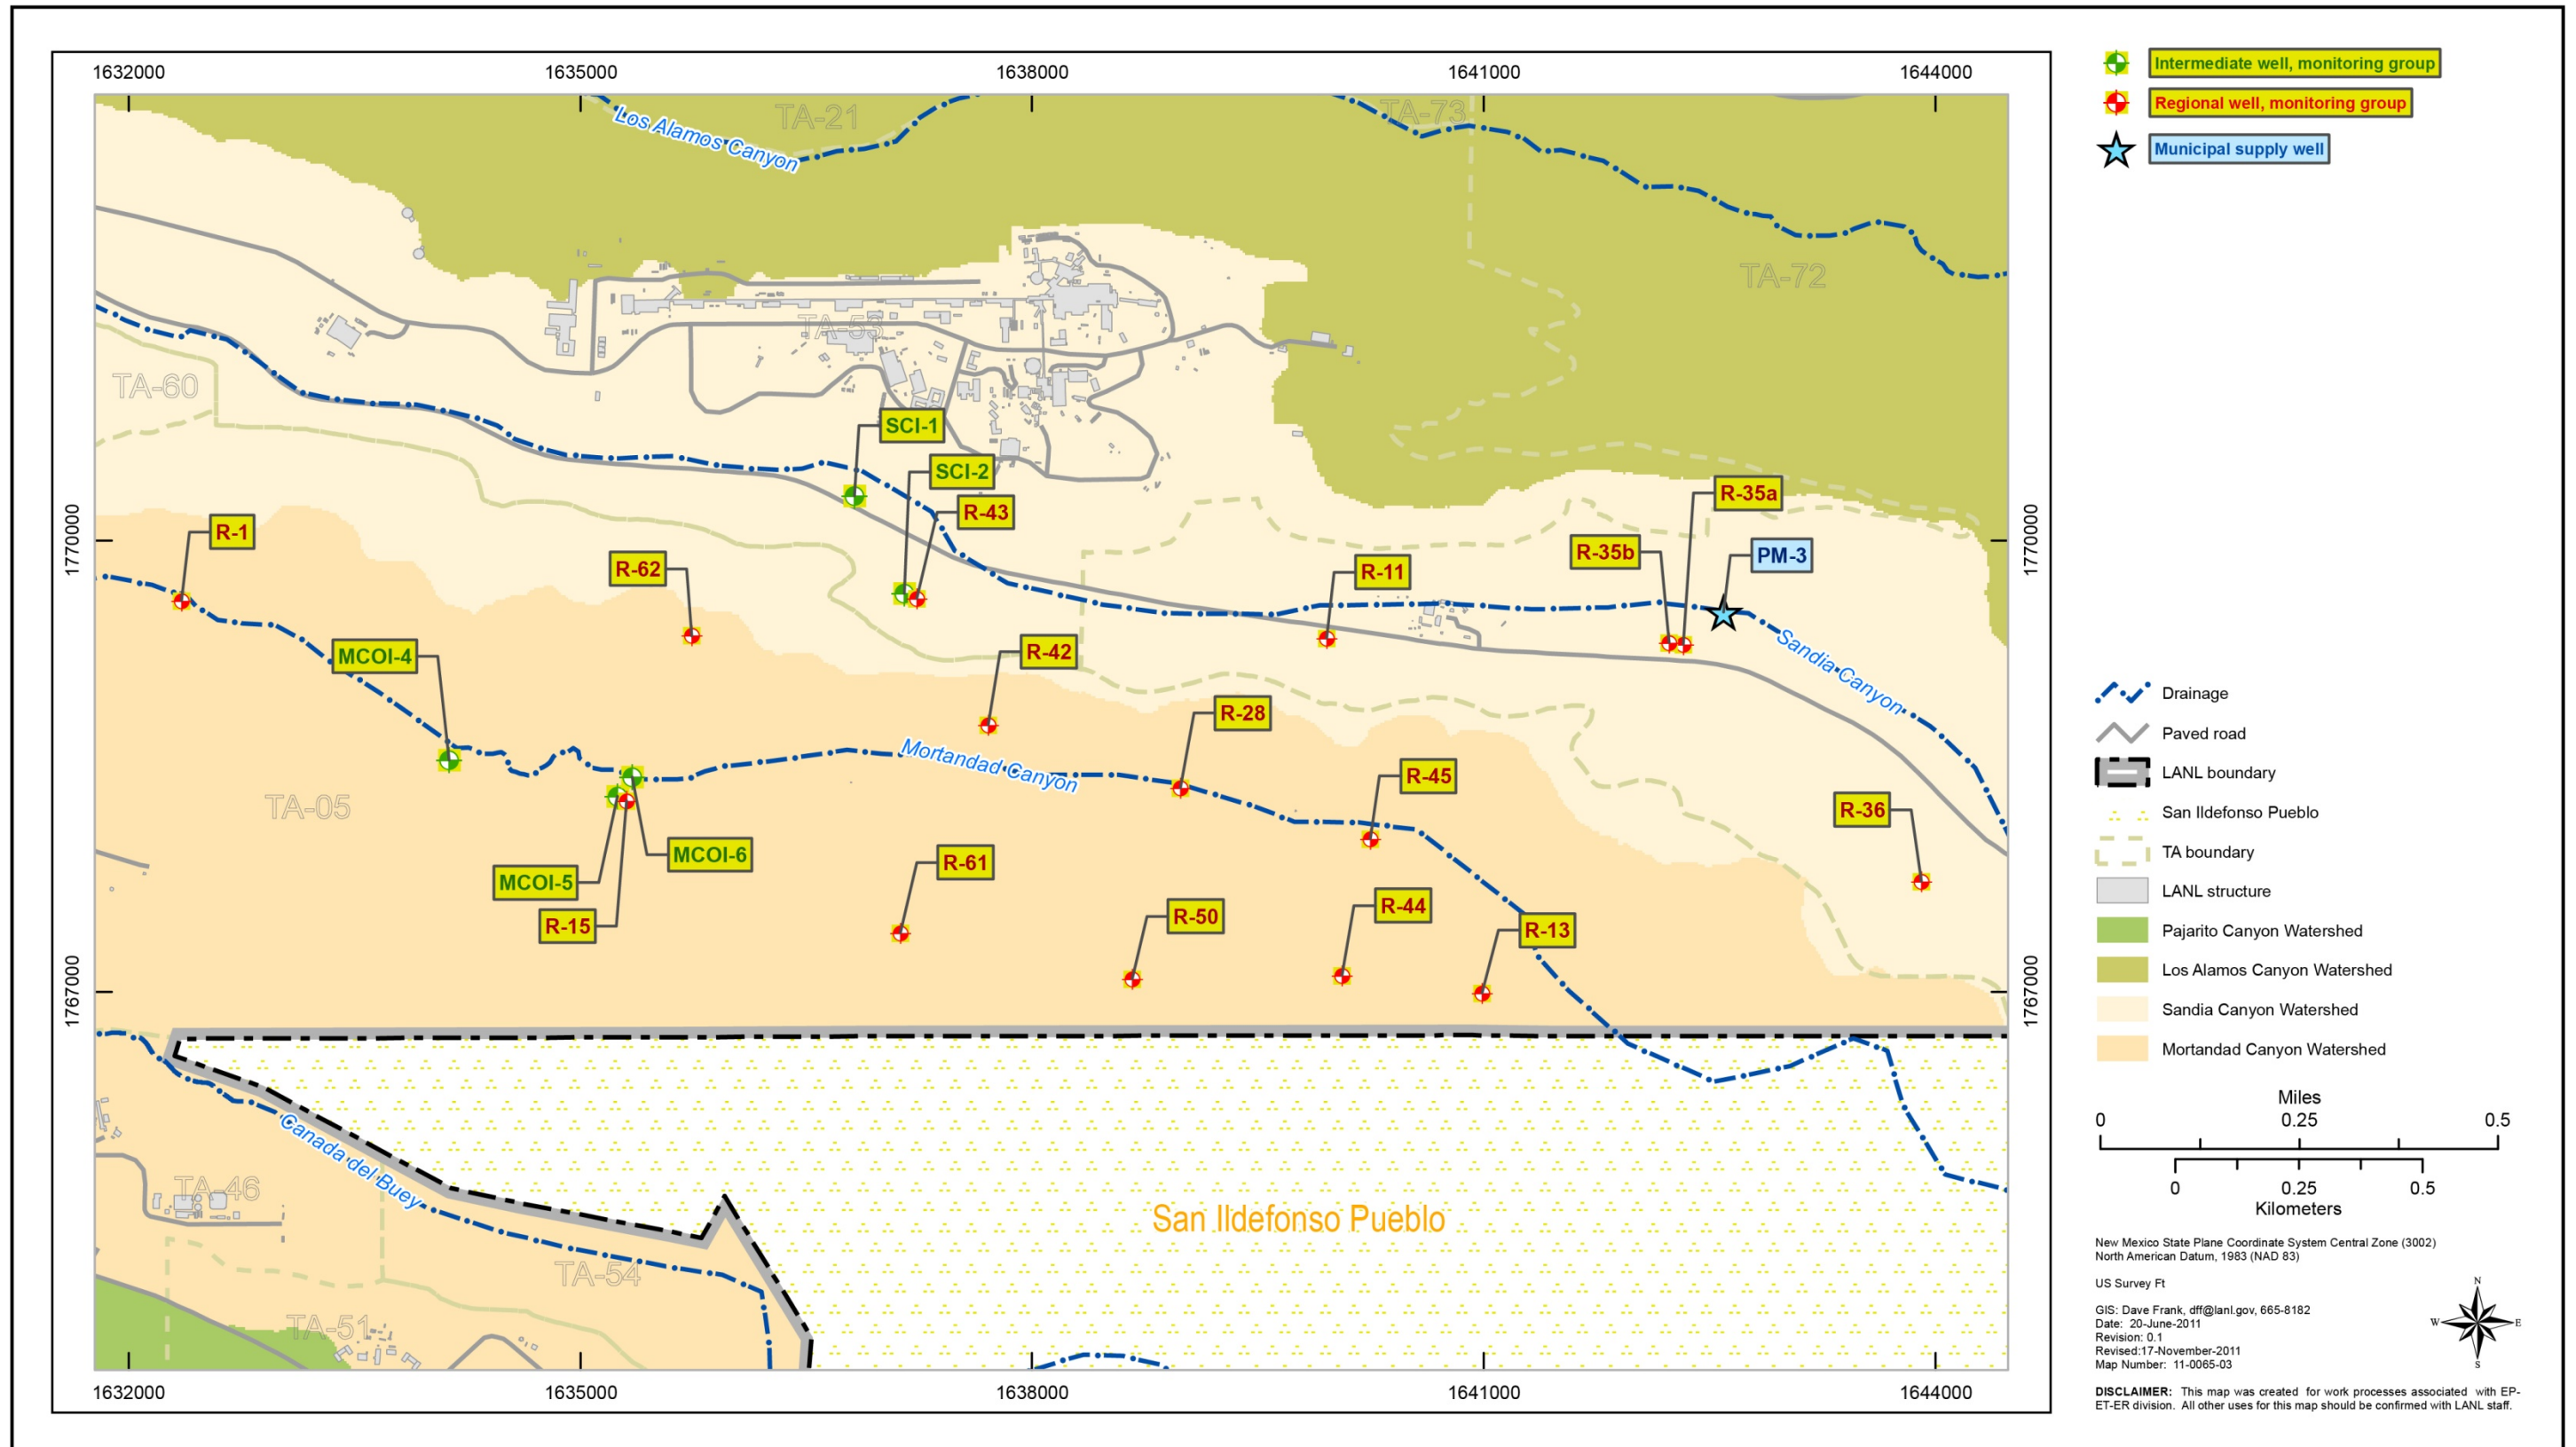 1632000
1635000
1638000
1641000
1644000
Los Alamos Canyon
TA-21
TA-73
TA-72
TA-53
TA-60
SCI-1
SCI-2
R-43
R-35a
1770000
1770000
R-1
R-62
R-11
R-35b
PM-3
Sandia Canyon
MCOI-4
R-42
R-28
Mortandad Canyon
R-45
R-36
TA-05
MCOI-6
R-61
MCOI-5
R-15
R-50
R-44
R-13
1767000
1767000
Canada del Buey
TA-46
San Ildefonso Pueblo
TA-54
TA-51
1632000
1635000
1638000
1641000
1644000
Intermediate well, monitoring group
Regional well, monitoring group
Municipal supply well
Drainage
Paved road
LANL boundary
San Ildefonso Pueblo
TA boundary
LANL structure
Pajarito Canyon Watershed
Los Alamos Canyon Watershed
Sandia Canyon Watershed
Mortandad Canyon Watershed
Miles
0 0.25 0.5
0 0.25 0.5
Kilometers
New Mexico State Plane Coordinate System Central Zone (3002)
North American Datum, 1983 (NAD 83)
US Survey Ft
GIS: Dave Frank, dff@lanl.gov, 665-8182
Date: 20-June-2011
Revision: 0.1
Revised:17-November-2011
Map Number: 11-0065-03
N
W E
S
DISCLAIMER: This map was created for work processes associated with EP-
ET-ER division. All other uses for this map should be confirmed with LANL staff.